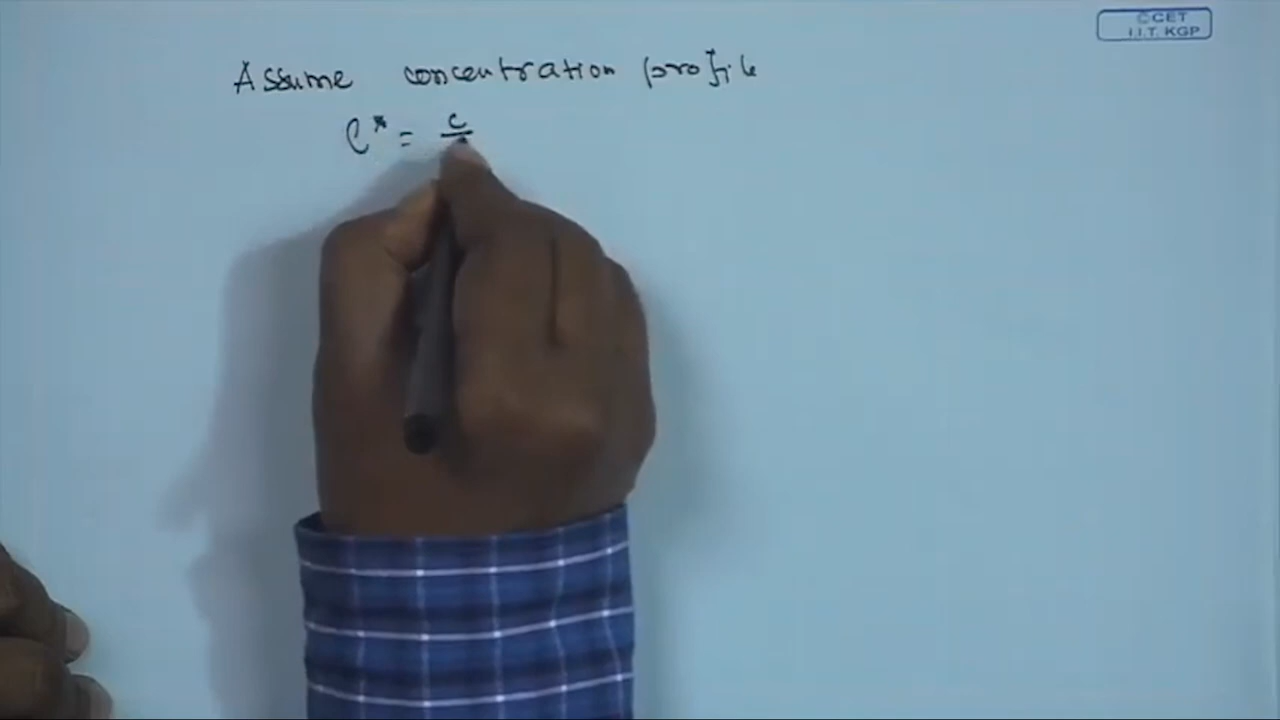 ©CET
I.I.T. KGP
Assume concentration profile
C* = c